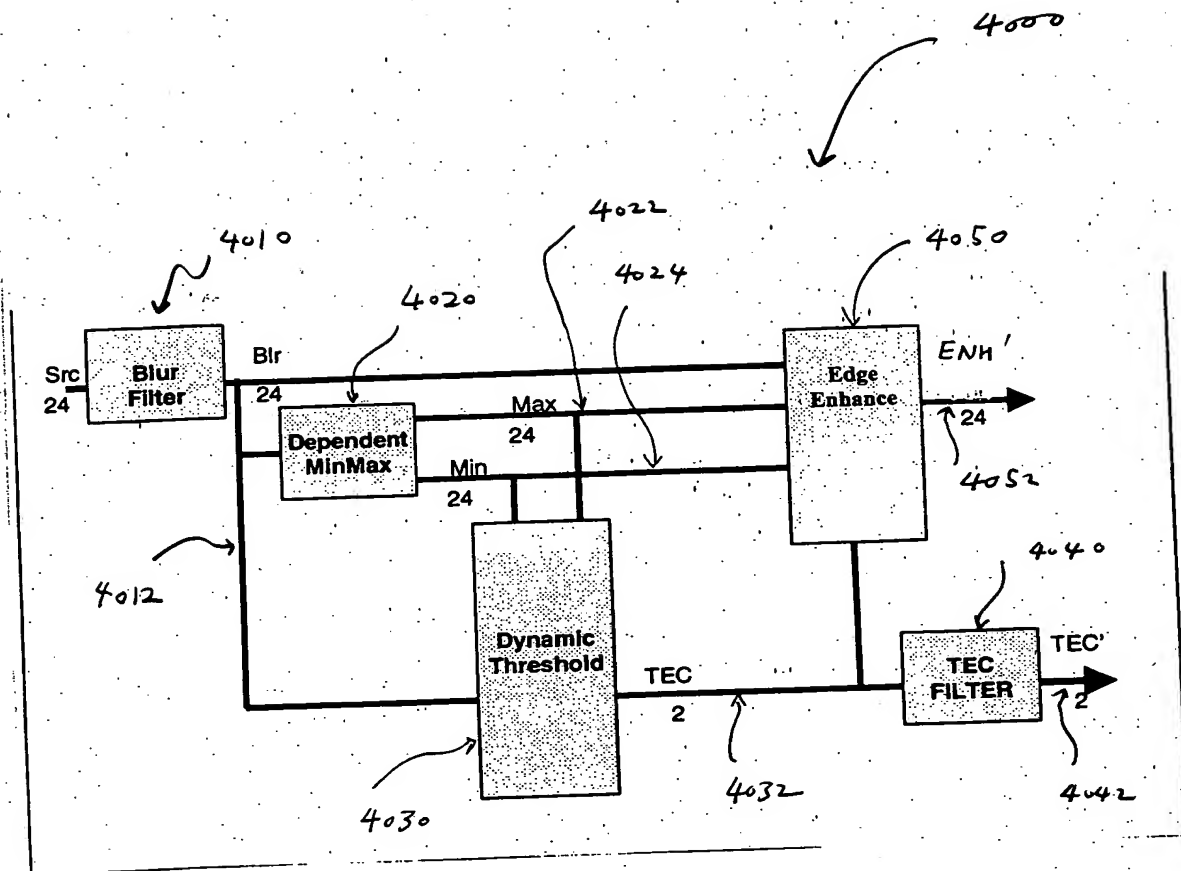 4000
4022
4010
4050
4024
4020
Src
24
Blur
Filter
Blr
24
Edge
Enhance
ENH'
24
Max
24
Dependent
MinMax
Min
24
4052
4012
4040
Dynamic
Threshold
TEC
2
TEC
FILTER
TEC'
2
4030
4032
4042